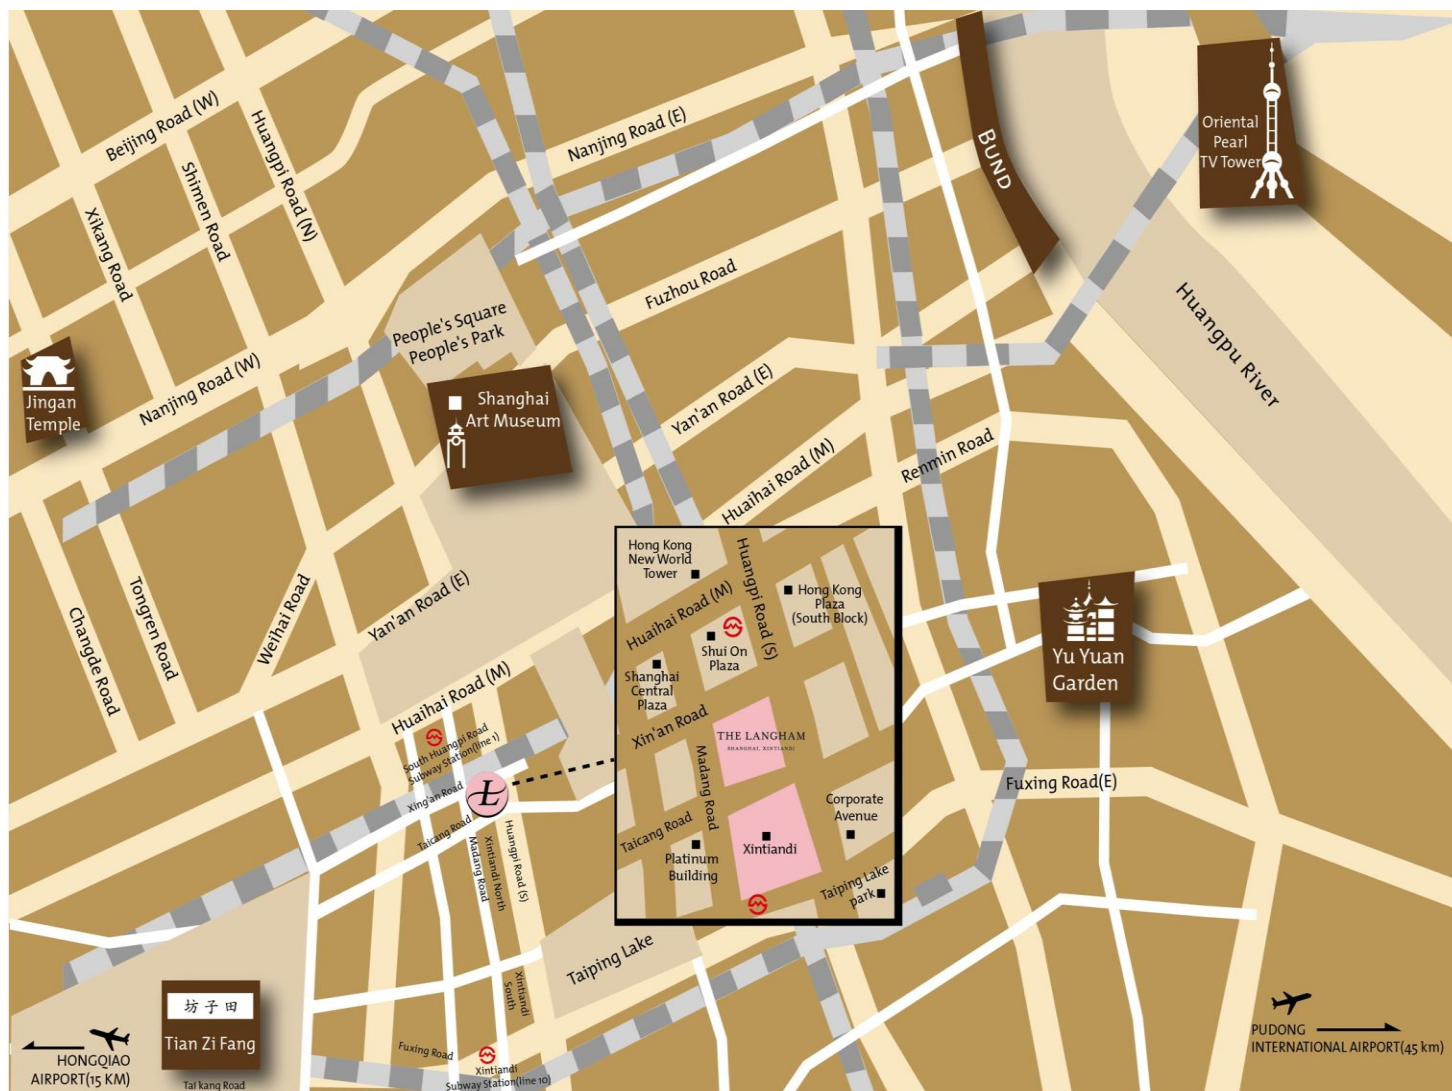 Beijing Road (W)
Huangpi Road (N)
Shimen Road
Xikang Road
Nanjing Road (E)
BUND
Oriental
Pearl
TV Tower
Fuzhou Road
People's Square
People's Park
Huangpu River
Nanjing Road (W)
Jingan
Temple
Shanghai
Art Museum
Yan'an Road (E)
Huaihai Road (M)
Renmin Road
Changde Road
Tongren Road
Weihai Road
Yan'an Road (E)
Huaihai Road (M)
Hong Kong
New World
Tower
Huangpi Road (S)
Hong Kong
Plaza
(South Block)
Huaihai Road (M)
Shui On
Plaza
Shanghai
Central
Plaza
Xin'an Road
THE LANGHAM
SHANGHAI, XINTIANDI
Madang Road
Taicang Road
Corporate
Avenue
Platinum
Building
Xintiandi
Taiping Lake
park
Yu Yuan
Garden
Fuxing Road(E)
South Huangpi Road
Subway Station(line 1)
Xing'an Road
L
Taicang Road
Madang Road
Xintiandi North
Huangpi Road (S)
Taiping Lake
Xintiandi
South
坊子田
Tian Zi Fang
Tai kang Road
HONGQIAO
AIRPORT(15 KM)
Fuxing Road
Xintiandi
Subway Station(line 10)
PUDONG
INTERNATIONAL AIRPORT(45 km)